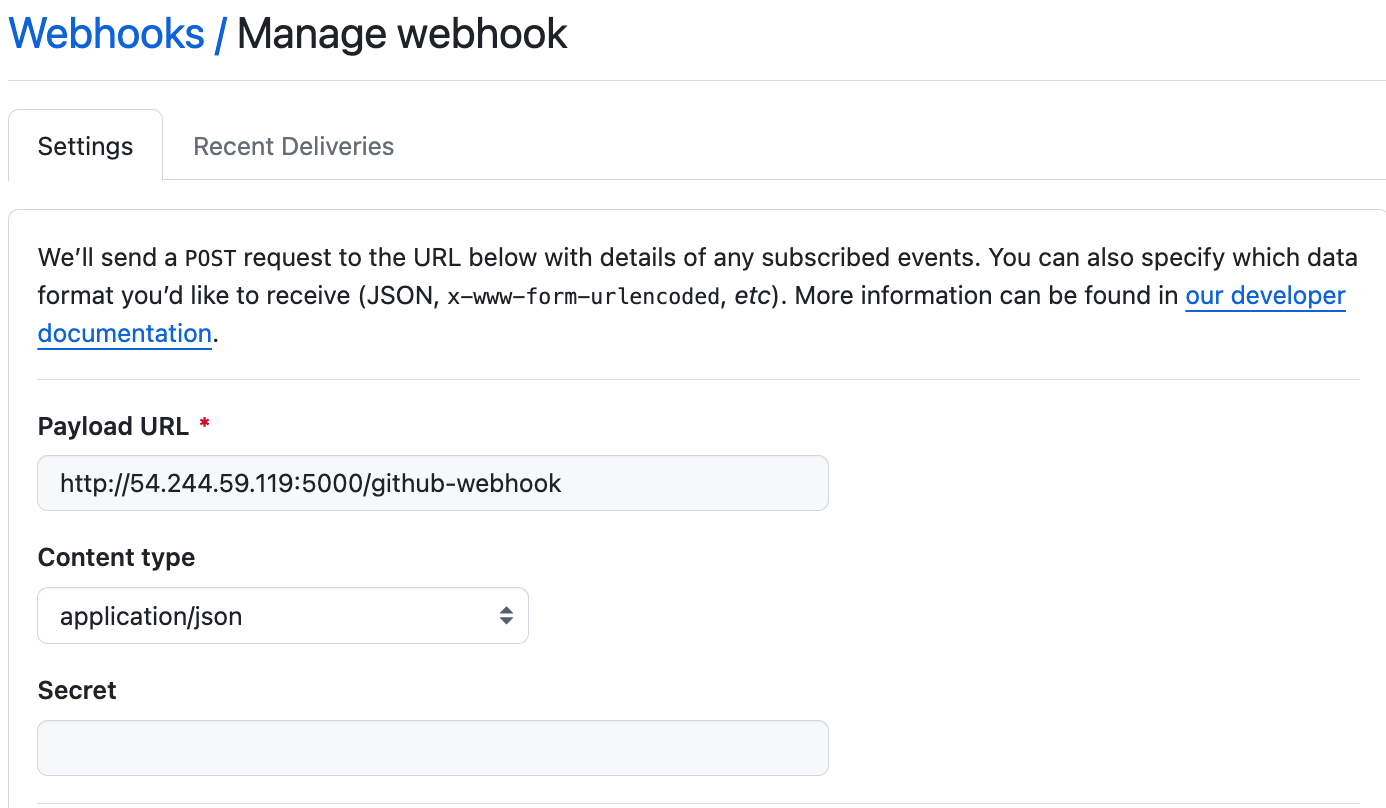 Webhooks / Manage webhook
Settings
Recent Deliveries
We’ll send a POST request to the URL below with details of any subscribed events. You can also specify which data
format you’d like to receive (JSON, x-www-form-urlencoded, etc). More information can be found in our developer
documentation.
Payload URL *
http://54.244.59.119:5000/github-webhook
Content type
application/json
Secret